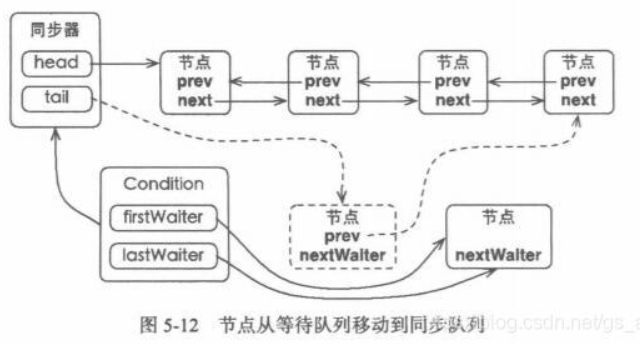 同步器
head
tail
节点
prev
next
节点
prev
next
节点
prev
next
节点
prev
next
Condition
firstWaiter
lastWaiter
节点
prev
nextWaiter
节点
nextWaiter
图 5-12 节点从等待队列移动到同步队列
blog.csdn.net/gs_a